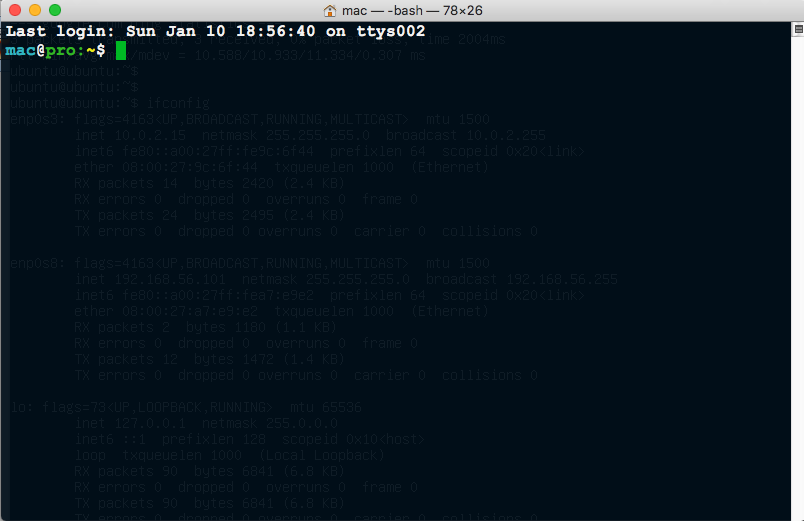 mac — -bash — 78×26
Last login: Sun Jan 10 18:56:40 on ttys002
mac@pro:~$
time 2004ms
/mdev = 10.588/10.933/11.334/0.307 ms
ubuntu@ubuntu:~$
ubuntu@ubuntu:~$
ubuntu@ubuntu:~$ ifconfig
enp0s3: flags=4163<UP,BROADCAST,RUNNING,MULTICAST> mtu 1500
inet 10.0.2.15 netmask 255.255.255.0 broadcast 10.0.2.255
inet6 fe80::a00:27ff:fe9c:6f44 prefixlen 64 scopeid 0x20<link>
ether 08:00:27:9c:6f:44 txqueuelen 1000 (Ethernet)
RX packets 14 bytes 2420 (2.4 KB)
RX errors 0 dropped 0 overruns 0 frame 0
TX packets 24 bytes 2495 (2.4 KB)
TX errors 0 dropped 0 overruns 0 carrier 0 collisions 0
enp0s8: flags=4163<UP,BROADCAST,RUNNING,MULTICAST> mtu 1500
inet 192.168.56.101 netmask 255.255.255.0 broadcast 192.168.56.255
inet6 fe80::a00:27ff:fea7:e9e2 prefixlen 64 scopeid 0x20<link>
ether 08:00:27:a7:e9:e2 txqueuelen 1000 (Ethernet)
RX packets 2 bytes 1180 (1.1 KB)
RX errors 0 dropped 0 overruns 0 frame 0
TX packets 12 bytes 1472 (1.4 KB)
TX errors 0 dropped 0 overruns 0 carrier 0 collisions 0
lo: flags=73<UP,LOOPBACK,RUNNING> mtu 65536
inet 127.0.0.1 netmask 255.0.0.0
inet6 ::1 prefixlen 128 scopeid 0x10<host>
loop txqueuelen 1000 (Local Loopback)
RX packets 90 bytes 6841 (6.8 KB)
RX errors 0 dropped 0 overruns 0 frame 0
TX packets 90 bytes 6841 (6.8 KB)
TX errors 0 dropped 0 overruns 0 carrier 0 collisions 0